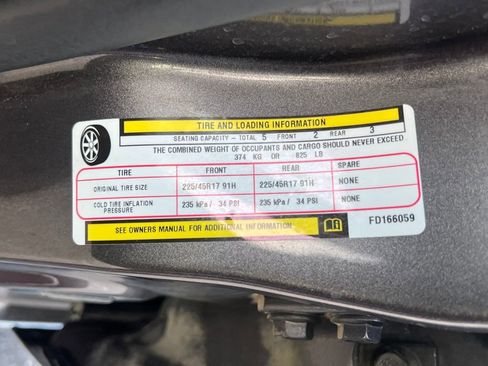 TIRE AND LOADING INFORMATION
SEATING CAPACITY - TOTAL 5 FRONT 2 REAR 3
THE COMBINED WEIGHT OF OCCUPANTS AND CARGO SHOULD NEVER EXCEED
374 KG OR 825 LB
TIRE FRONT REAR SPARE
ORIGINAL TIRE SIZE 225/45R17 91H 225/45R17 91H NONE
COLD TIRE INFLATION PRESSURE 235 kPa / 34 PSI 235 kPa / 34 PSI NONE
SEE OWNERS MANUAL FOR ADDITIONAL INFORMATION FD166059